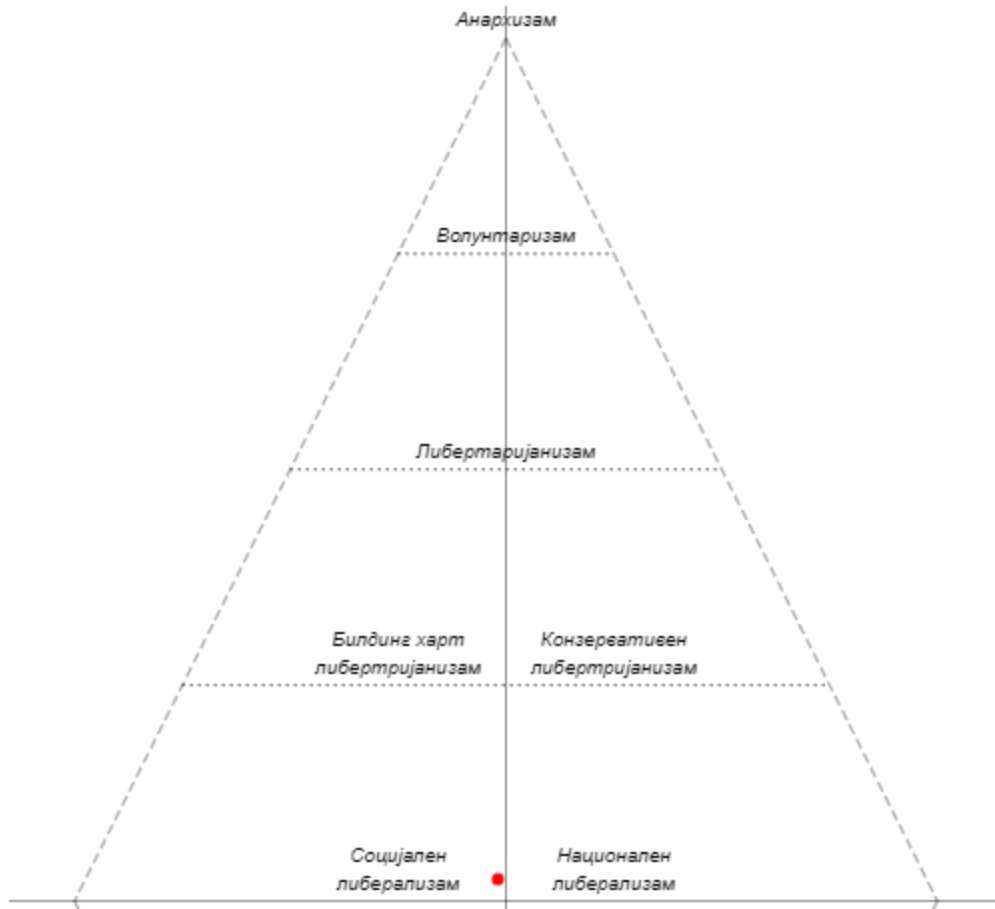 Анархизам
Волунтаризам
Либертаријанизам
Билдинг харт
либертријанизам
Конзервативен
либертријанизам
Социјален
либерализам
Национален
либерализам